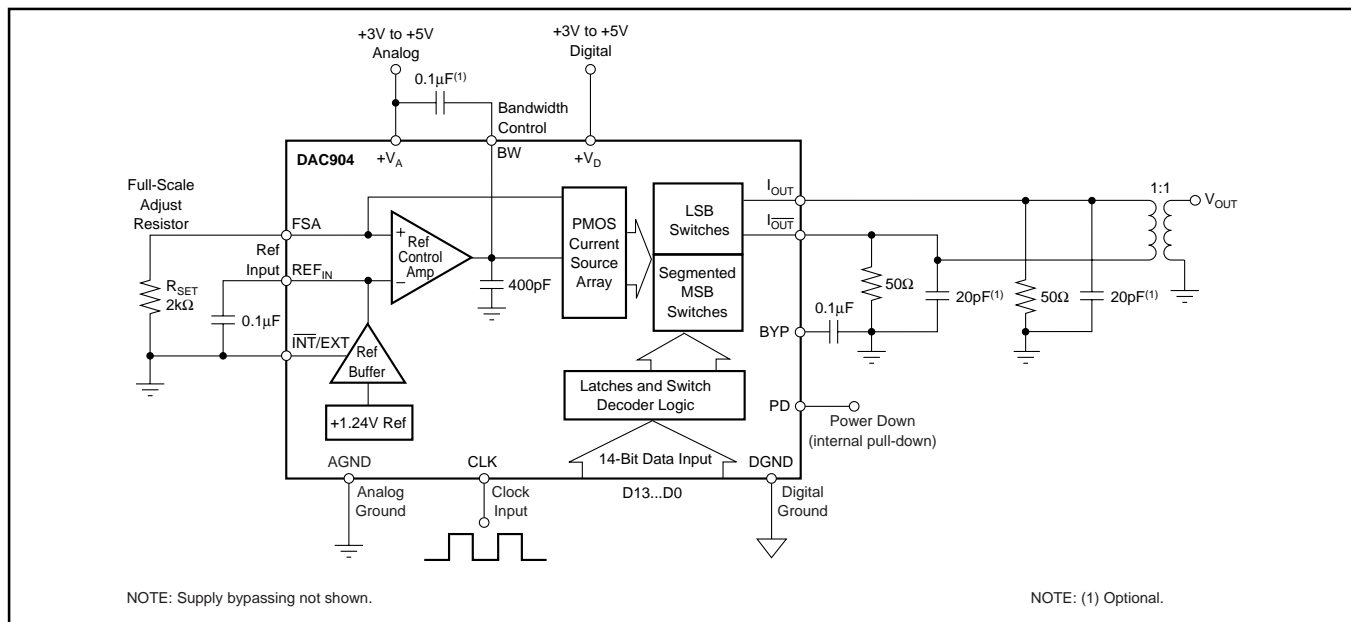 +3V to +5V
Analog
+3V to +5V
Digital
0.1µF(1)
Bandwidth
Control
DAC904
+VA
BW
+VD
Full-Scale
Adjust
Resistor
FSA
Ref
Input
REFIN
RSET
2kΩ
0.1µF
INT/EXT
+
Ref
Control
Amp
–
400pF
Ref
Buffer
+1.24V Ref
PMOS
Current
Source
Array
LSB
Switches
Segmented
MSB
Switches
Latches and Switch
Decoder Logic
14-Bit Data Input
D13...D0
IOUT
IOUT
BYP
0.1µF
50Ω
20pF(1)
50Ω
20pF(1)
1:1
VOUT
PD
Power Down
(internal pull-down)
AGND
Analog
Ground
CLK
Clock
Input
DGND
Digital
Ground
NOTE: Supply bypassing not shown.
NOTE: (1) Optional.